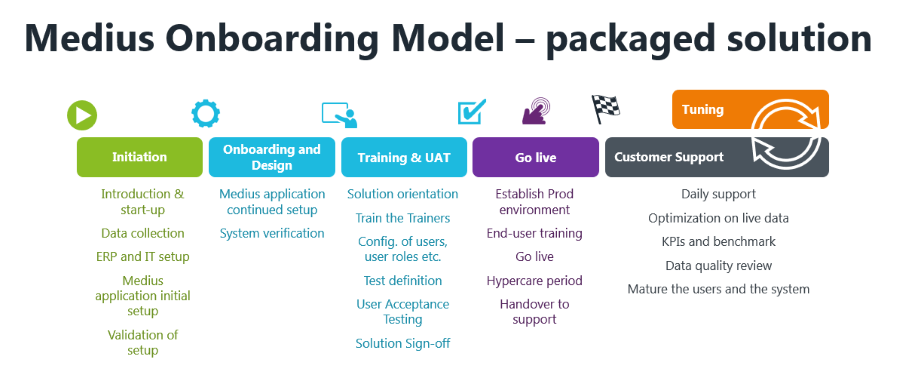 Medius Onboarding Model – packaged solution
Tuning
Initiation
Introduction &
start-up
Data collection
ERP and IT setup
Medius
application initial
setup
Validation of
setup
Onboarding and
Design
Medius application
continued setup
System verification
Training & UAT
Solution orientation
Train the Trainers
Config. of users,
user roles etc.
Test definition
User Acceptance
Testing
Solution Sign-off
Go live
Establish Prod
environment
End-user training
Go live
Hypercare period
Handover to
support
Customer Support
Daily support
Optimization on live data
KPIs and benchmark
Data quality review
Mature the users and the system